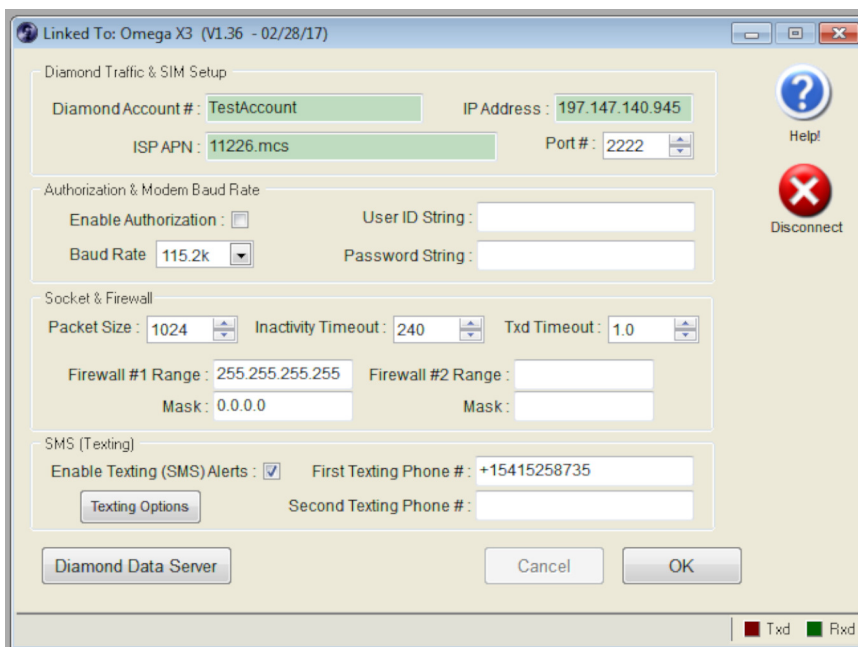 Linked To: Omega X3 (V1.36 - 02/28/17)
Diamond Traffic & SIM Setup
Diamond Account # : TestAccount IP Address : 197.147.140.945
ISP APN : 11226.mcs Port # : 2222
Help!
Authorization & Modem Baud Rate
Enable Authorization : User ID String :
Disconnect
Baud Rate 115.2k Password String :
Socket & Firewall
Packet Size : 1024 Inactivity Timeout : 240 Txd Timeout : 1.0
Firewall #1 Range : 255.255.255.255 Firewall #2 Range :
Mask : 0.0.0.0 Mask :
SMS (Texting)
Enable Texting (SMS) Alerts : First Texting Phone # : +15415258735
Texting Options Second Texting Phone # :
Diamond Data Server Cancel OK
Txd Rxd